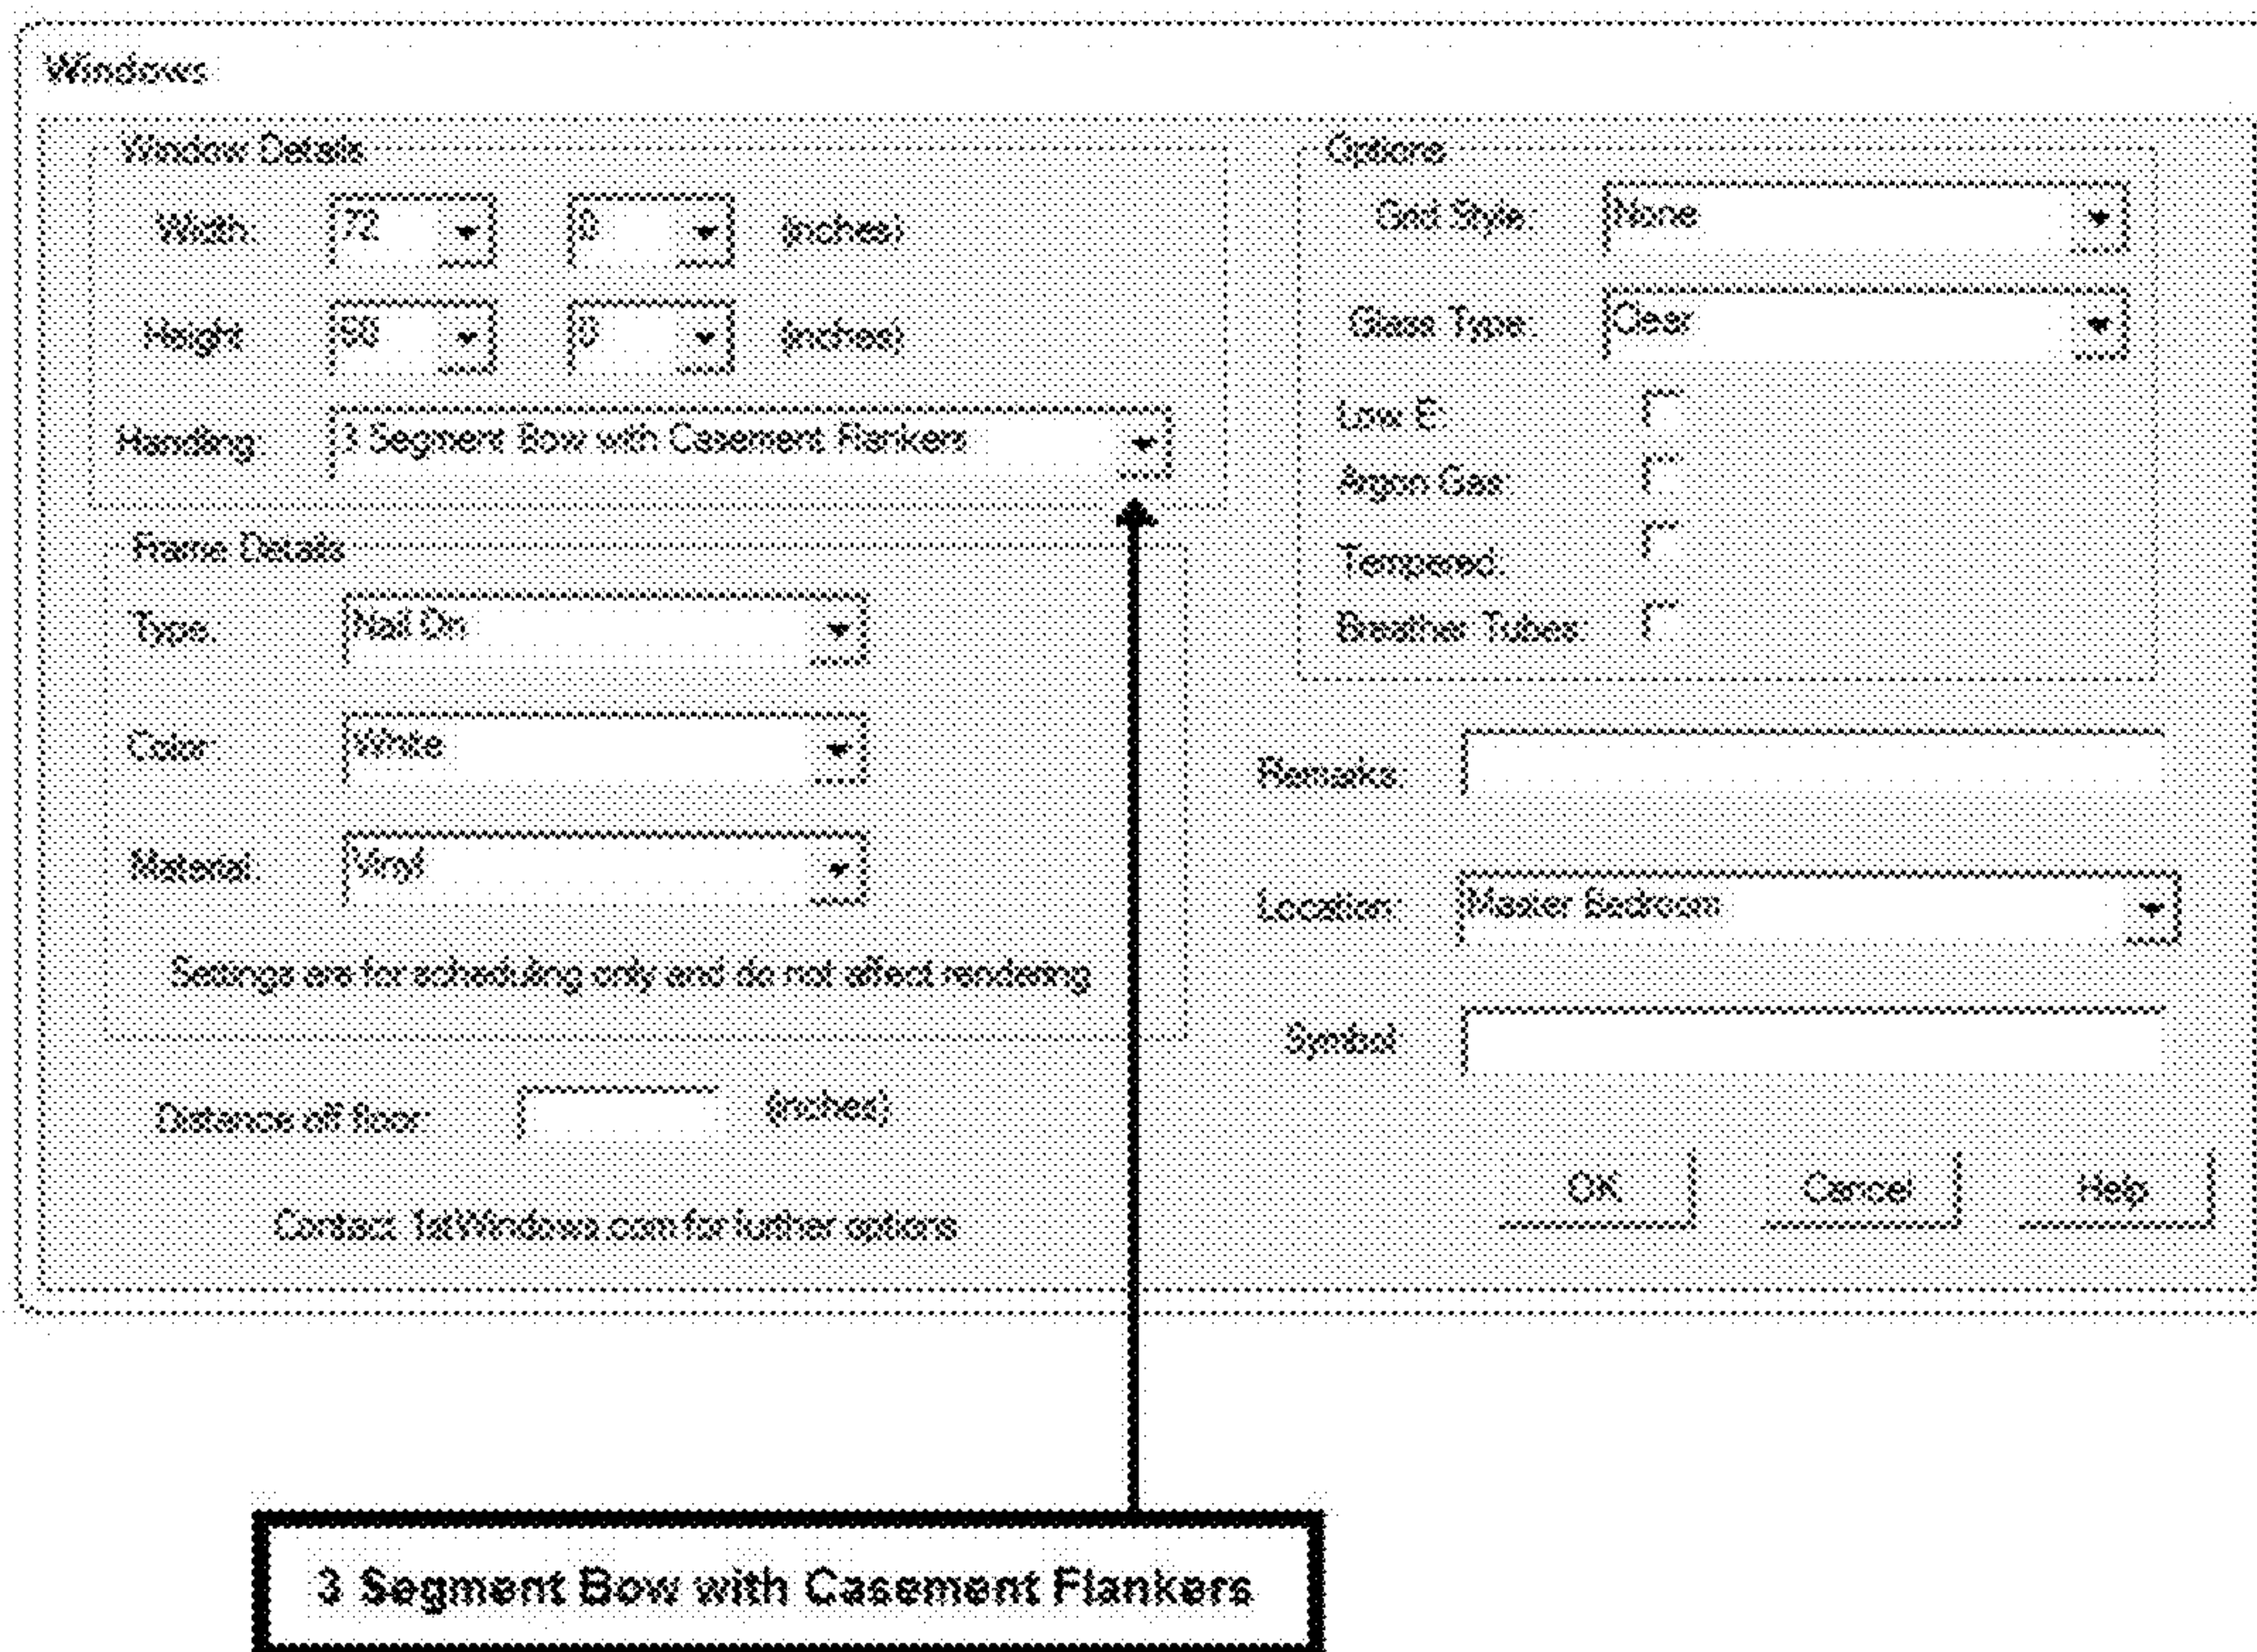 Windows
Window Details
Width: 72 0 (inches)
Height: 0 (inches)
Handing: 3 Segment Bow with Casement Flankers
Frame Details
Type: Nail On
Color: White
Material: Vinyl
Settings are for scheduling only and do not affect rendering
Distance off floor: (inches)
Contact 1stWindows.com for further options
Options
Grid Style: None
Glass Type: Clear
Low E:
Argon Gas:
Tempered:
Breather Tubes:
Remaks:
Location: Master Bedroom
Symbol:
OK Cancel Help
3 Segment Bow with Casement Flankers